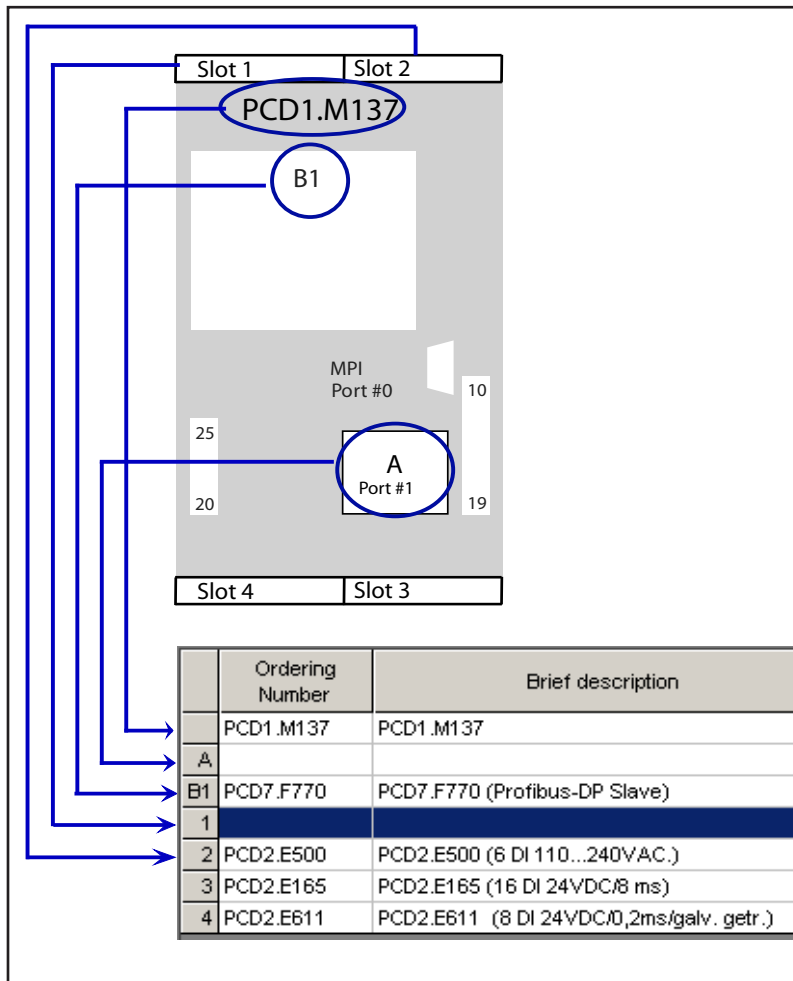 Slot 1 Slot 2
PCD1.M137
B1
MPI
Port #0
10
25
A
Port #1
20
19
Slot 4 Slot 3
Ordering Number Brief description
PCD1.M137 PCD1.M137
A
B1 PCD7.F770 PCD7.F770 (Profibus-DP Slave)
1
2 PCD2.E500 PCD2.E500 (6 DI 110...240VAC.)
3 PCD2.E165 PCD2.E165 (16 DI 24VDC/8 ms)
4 PCD2.E611 PCD2.E611 (8 DI 24VDC/0,2ms/galv. getr.)